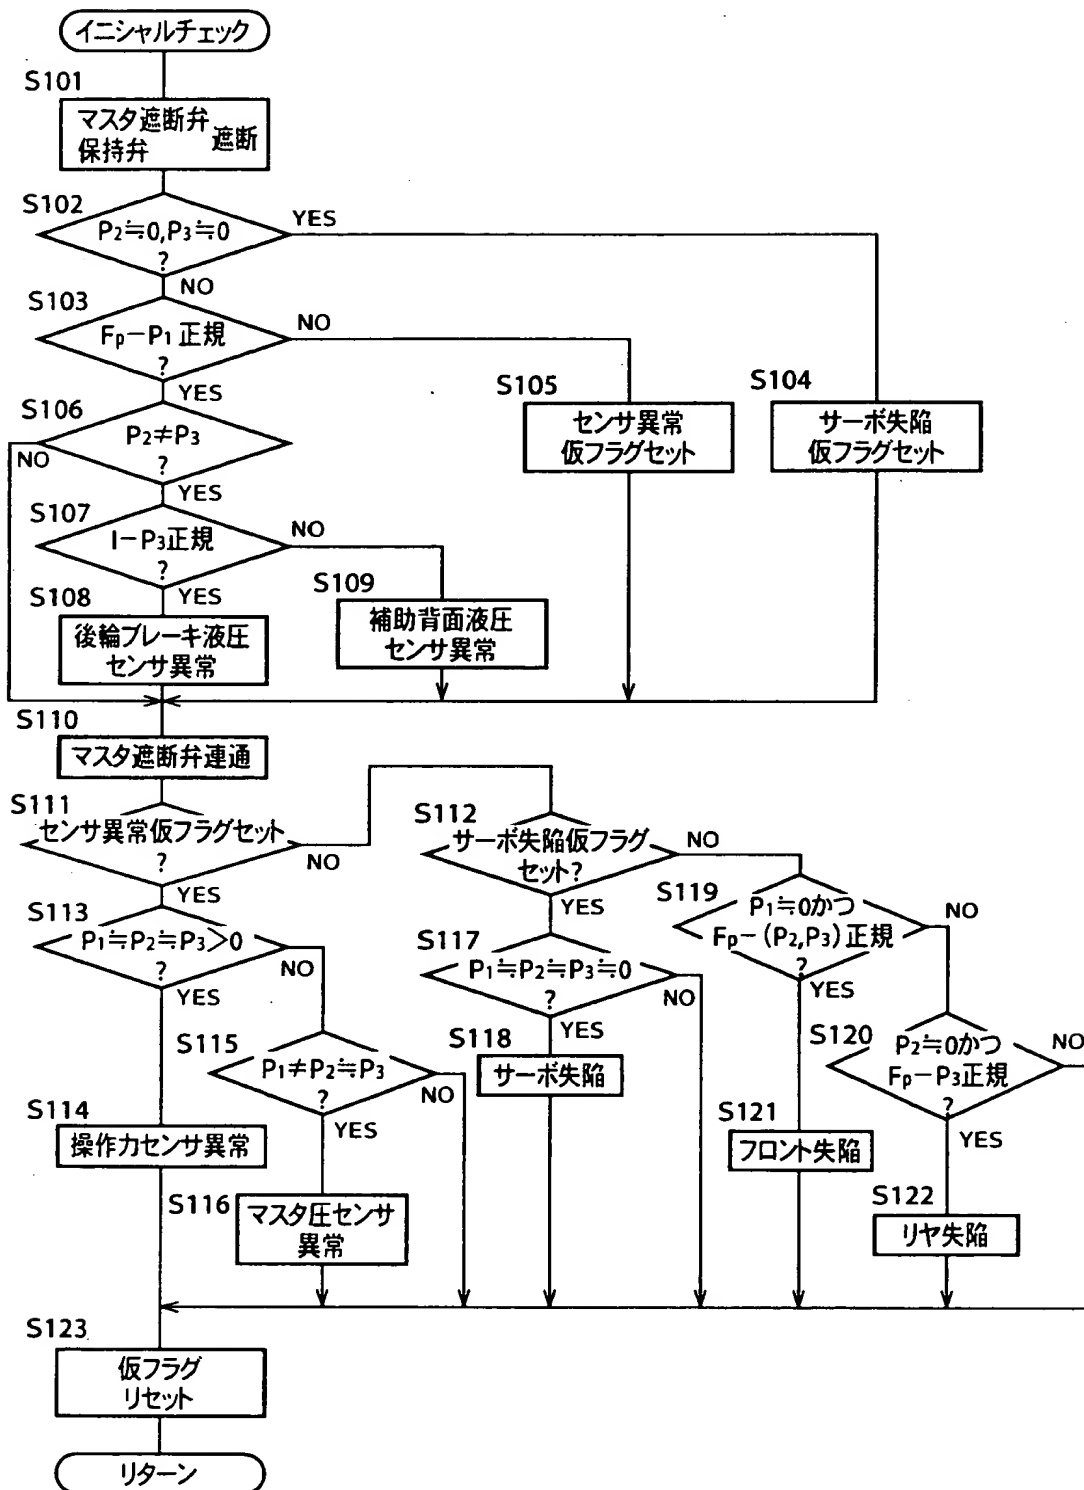 イニシャルチェック
S101
マスタ遮断弁
保持弁
遮断
S102
P2≒0,P3≒0
?
YES
NO
S103
Fp−P1 正規
?
NO
YES
S105
センサ異常
仮フラグセット
S104
サーボ失陥
仮フラグセット
S106
P2≠P3
?
NO
YES
S107
I−P3正規
?
NO
YES
S108
後輪ブレーキ液圧
センサ異常
S109
補助背面液圧
センサ異常
S110
マスタ遮断弁連通
S111
センサ異常仮フラグセット
?
NO
YES
S112
サーボ失陥仮フラグ
セット?
NO
YES
S113
P1≒P2≒P3>0
?
NO
YES
S117
P1≒P2≒P3≒0
?
NO
YES
S119
P1≒0かつ
Fp−(P2,P3)正規
?
NO
YES
S115
P1≠P2≒P3
?
NO
YES
S118
サーボ失陥
S120
P2≒0かつ
Fp−P3正規
?
NO
YES
S114
操作力センサ異常
S121
フロント失陥
S116
マスタ圧センサ
異常
S122
リヤ失陥
S123
仮フラグ
リセット
リターン